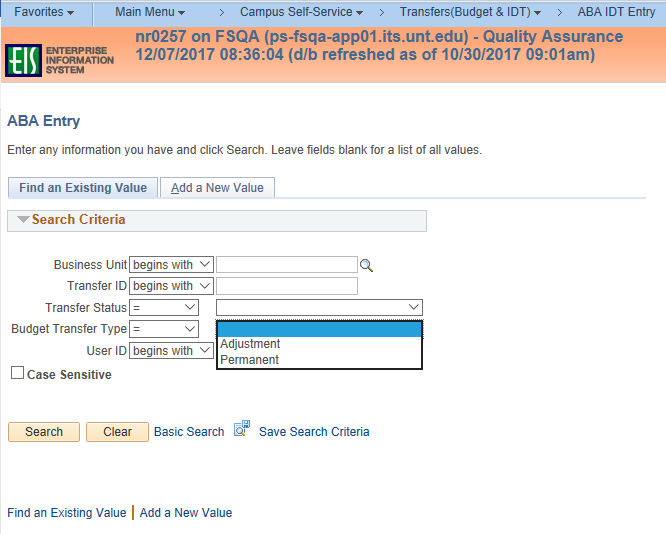 Favorites Main Menu > Campus Self-Service > Transfers(Budget & IDT) > ABA IDT Entry
EIS ENTERPRISE INFORMATION SYSTEM
nr0257 on FSQA (ps-fsqa-app01.its.unt.edu) - Quality Assurance
12/07/2017 08:36:04 (d/b refreshed as of 10/30/2017 09:01am)
ABA Entry
Enter any information you have and click Search. Leave fields blank for a list of all values.
Find an Existing Value Add a New Value
Search Criteria
Business Unit begins with
Transfer ID begins with
Transfer Status =
Budget Transfer Type =
Adjustment
Permanent
User ID begins with
Case Sensitive
Search Clear Basic Search Save Search Criteria
Find an Existing Value | Add a New Value